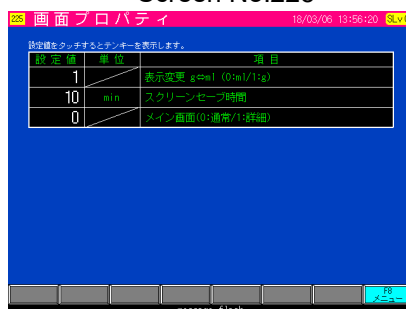 Screen No.226
225 画面プロパティ 18/03/06 13:56:20 SLv0
設定値をタッチするとテンキーを表示します。
設定値 単位 項目
1 表示変更 g⇔ml (0:ml/1:g)
10 min スクリーンセーブ時間
0 メイン画面(0:通常/1:詳細)
F8
メニュー